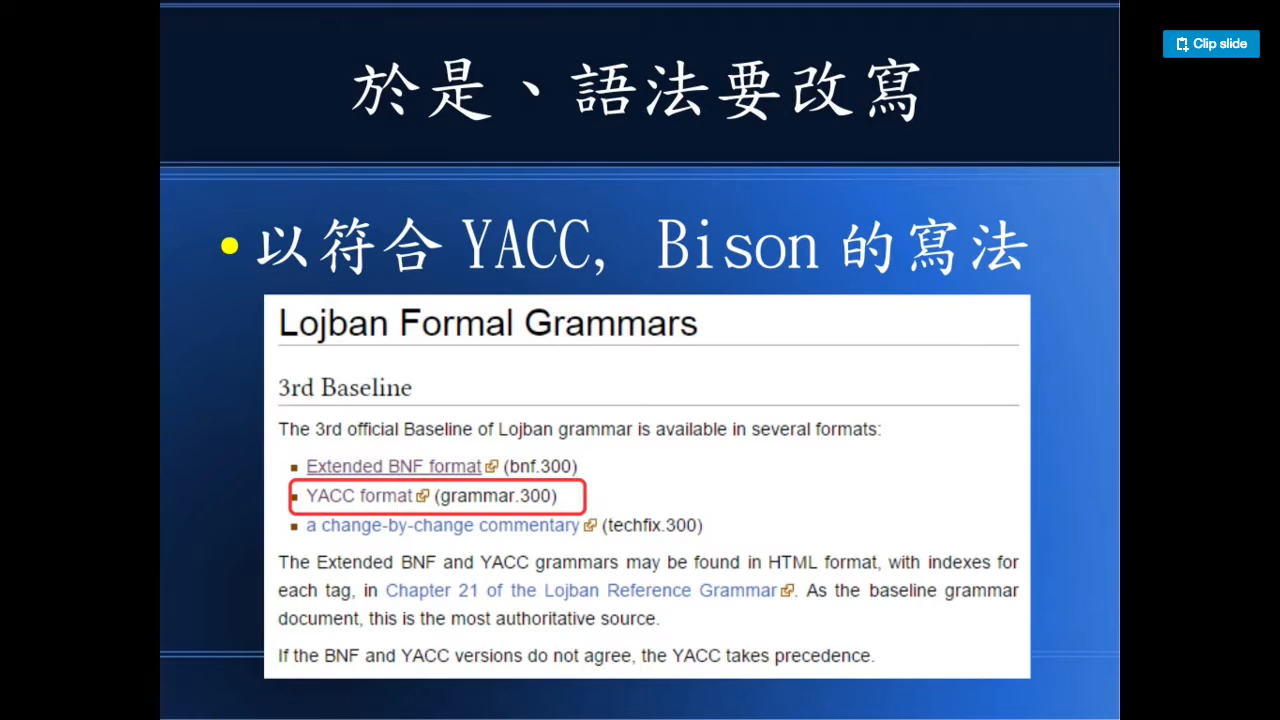 Clip slide
於是、語法要改寫
以符合 YACC, Bison 的寫法
Lojban Formal Grammars
3rd Baseline
The 3rd official Baseline of Lojban grammar is available in several formats:
Extended BNF format (bnf.300)
YACC format (grammar.300)
a change-by-change commentary (techfix.300)
The Extended BNF and YACC grammars may be found in HTML format, with indexes for
each tag, in Chapter 21 of the Lojban Reference Grammar. As the baseline grammar
document, this is the most authoritative source.
If the BNF and YACC versions do not agree, the YACC takes precedence.